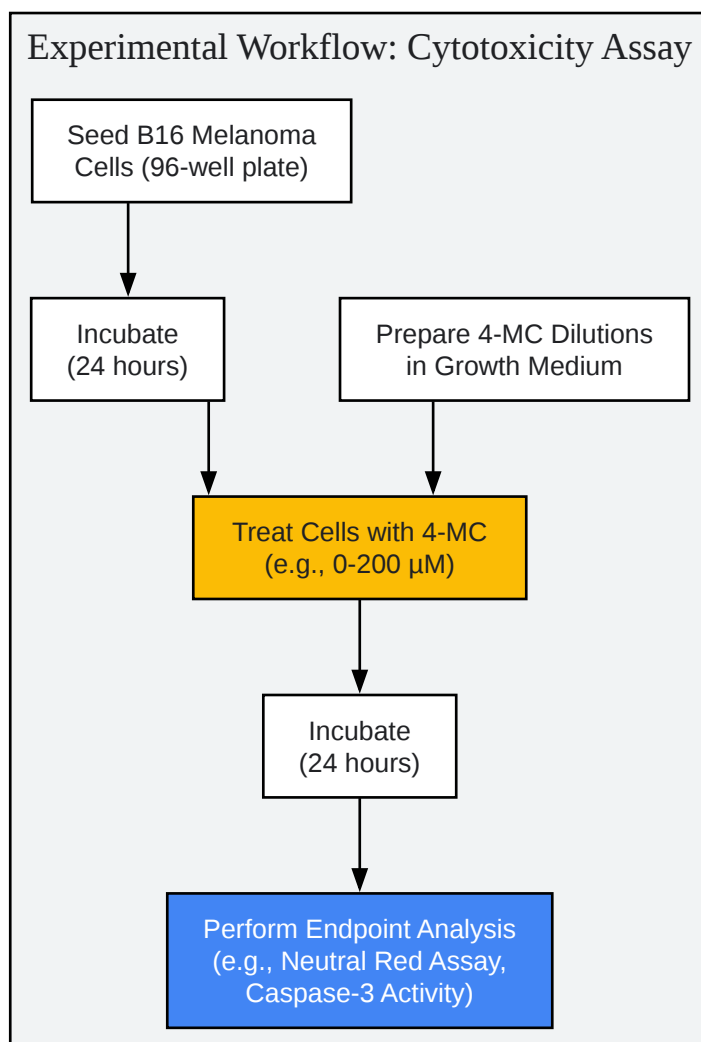 Experimental Workflow: Cytotoxicity Assay
Seed B16 Melanoma
Cells (96-well plate)
Incubate
(24 hours)
Prepare 4-MC Dilutions
in Growth Medium
Treat Cells with 4-MC
(e.g., 0-200 µM)
Incubate
(24 hours)
Perform Endpoint Analysis
(e.g., Neutral Red Assay,
Caspase-3 Activity)